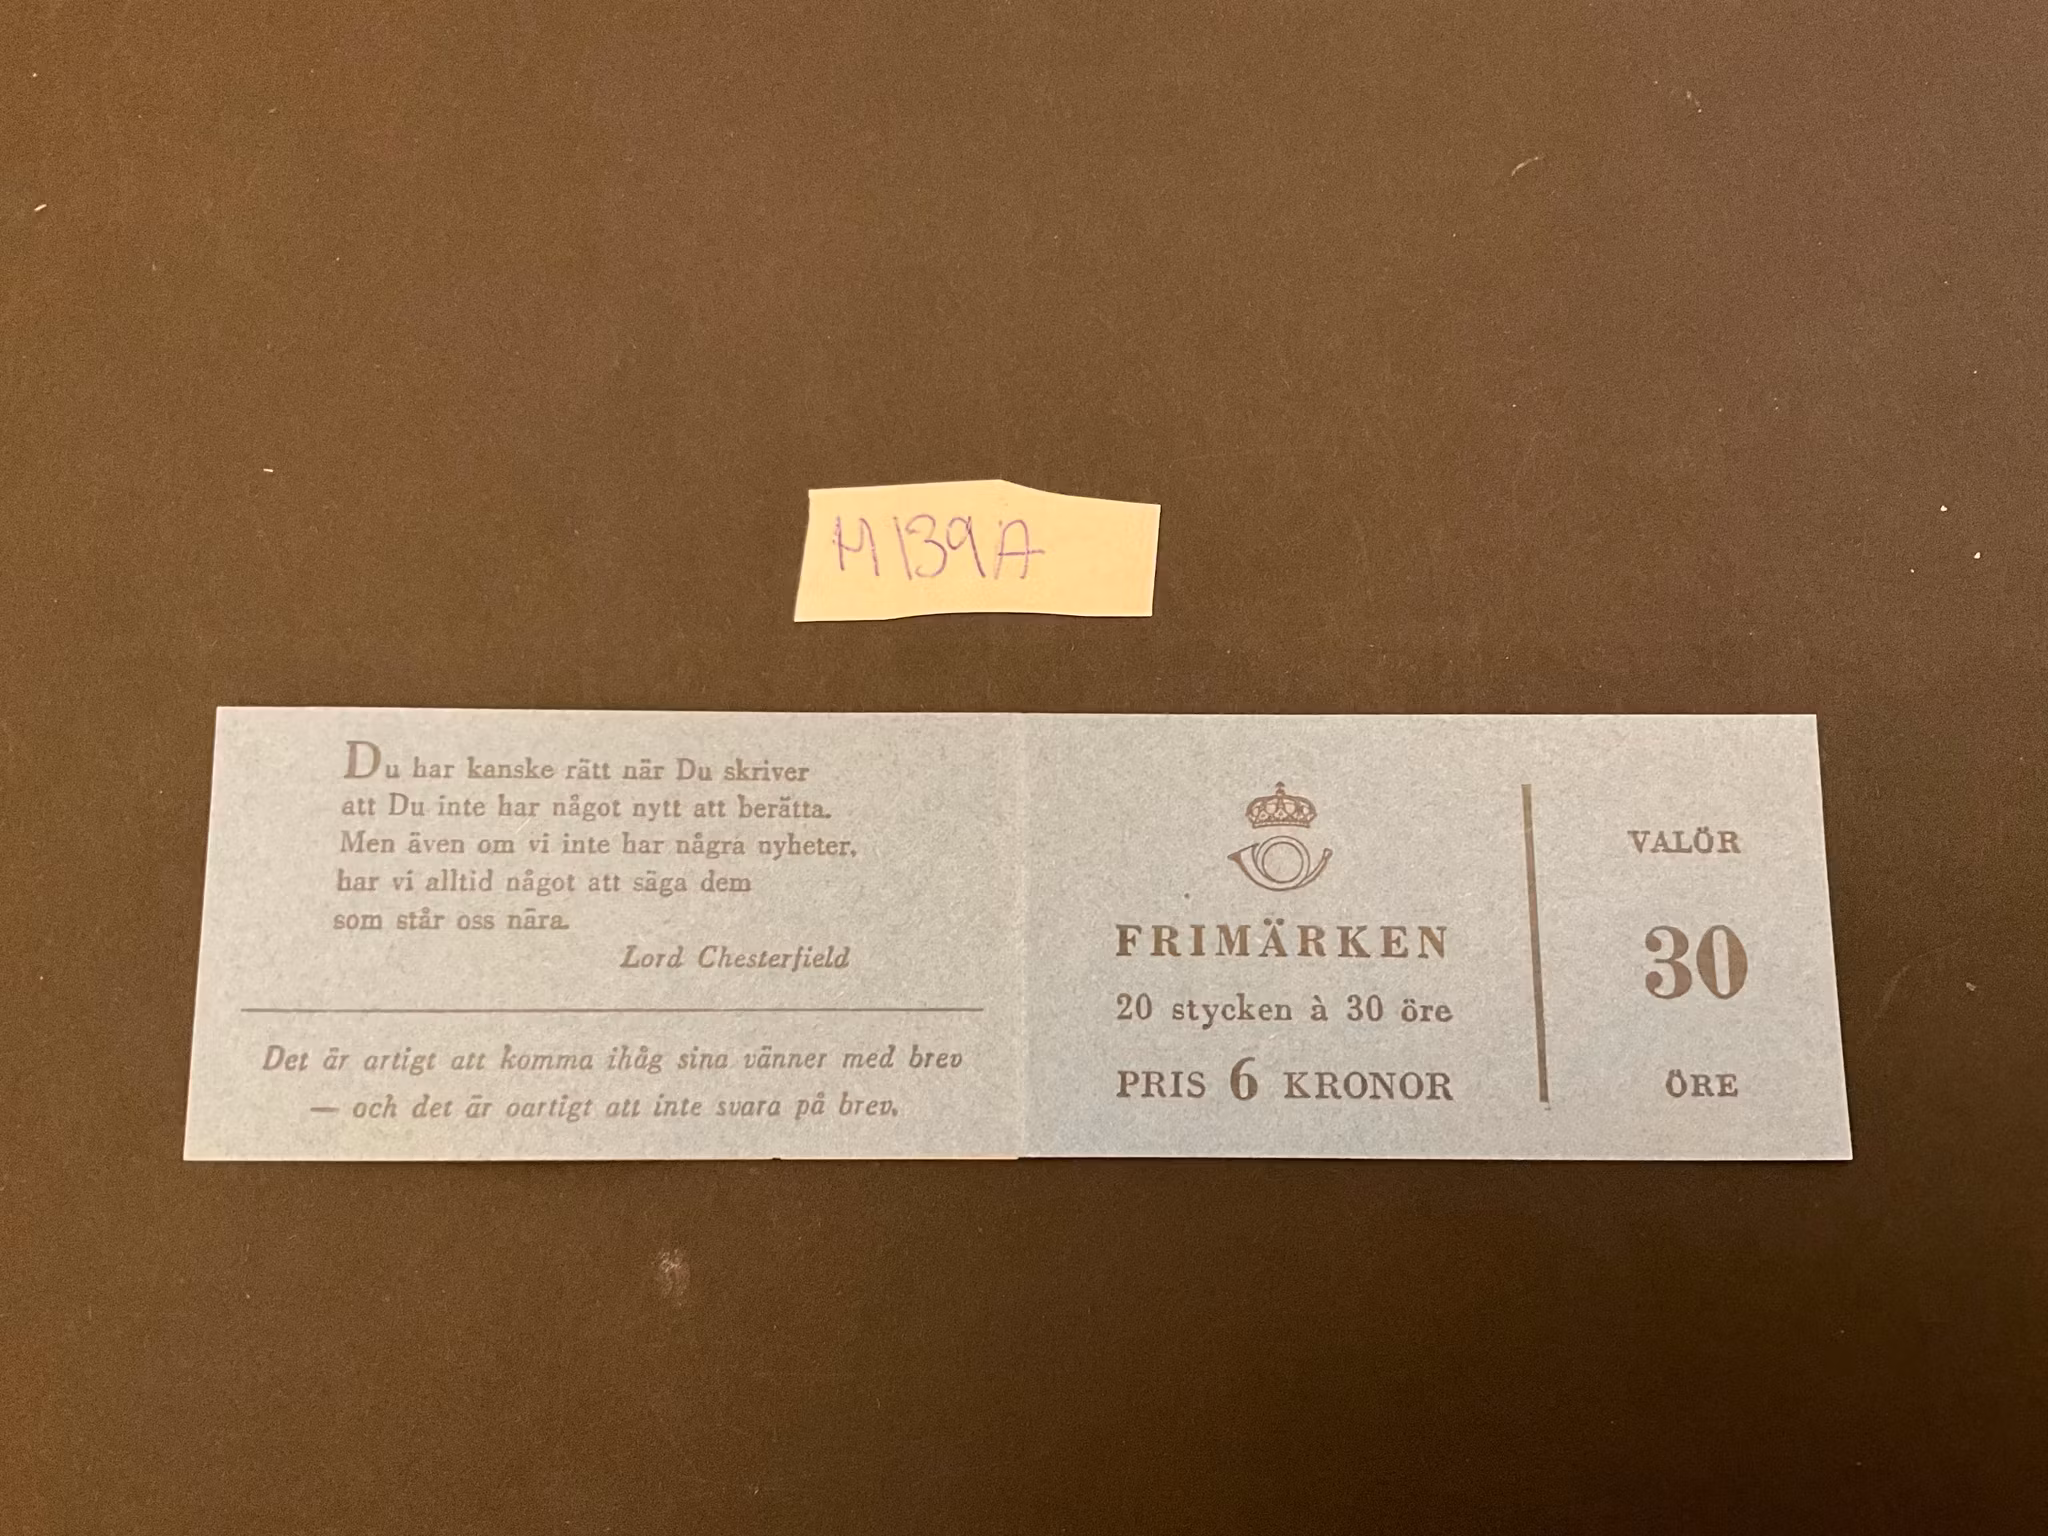 H139A
Du har kanske rätt när Du skriver
att Du inte har något nytt att berätta.
Men även om vi inte har några nyheter,
har vi alltid något att säga dem
som står oss nära.
Lord Chesterfield
Det är artigt att komma ihåg sina vänner med brev
— och det är oartigt att inte svara på brev.
FRIMÄRKEN
20 stycken à 30 öre
PRIS 6 KRONOR
VALÖR
30
ÖRE